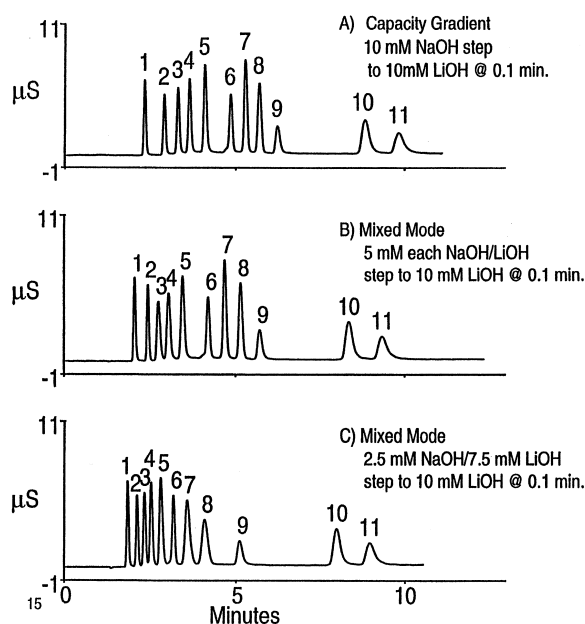 11
μS
-1
1 2 3 4 5 6 7 8 9 10 11
A) Capacity Gradient
10 mM NaOH step
to 10mM LiOH @ 0.1 min.
11
μS
-1
1 2 3 4 5 6 7 8 9 10 11
B) Mixed Mode
5 mM each NaOH/LiOH
step to 10 mM LiOH @ 0.1 min.
11
μS
-1
1 2 3 4 5 6 7 8 9 10 11
C) Mixed Mode
2.5 mM NaOH/7.5 mM LiOH
step to 10 mM LiOH @ 0.1 min.
0 5 10
15
Minutes